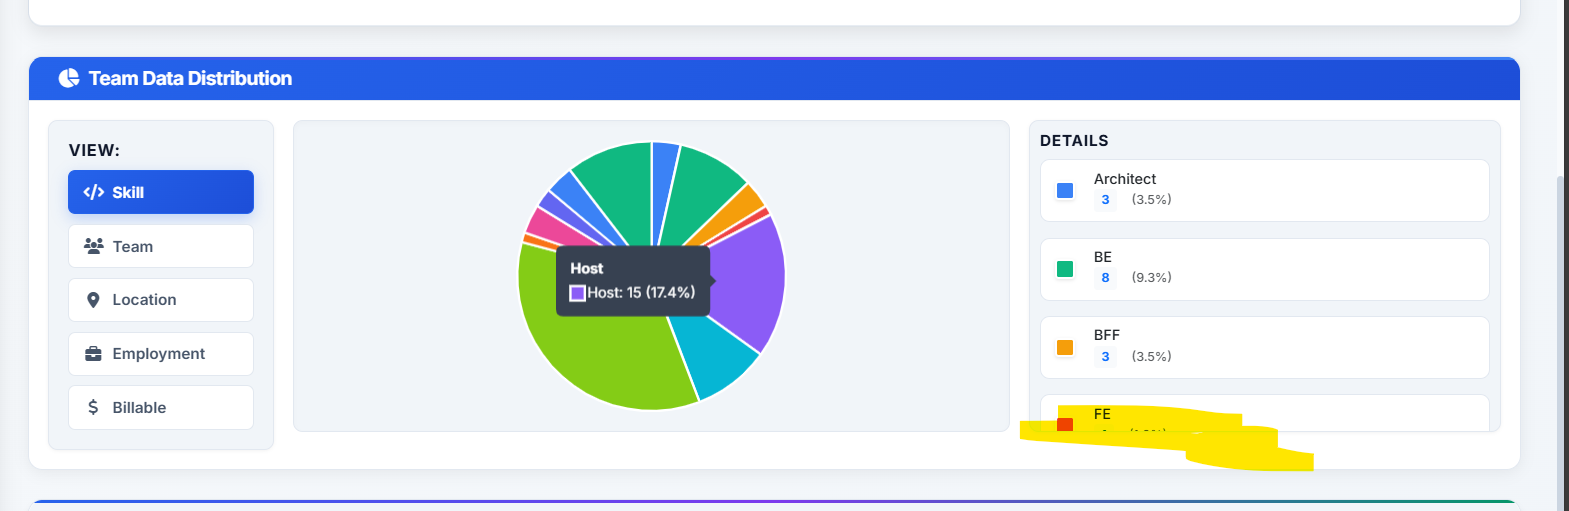 Team Data Distribution
VIEW:
Skill
Team
Location
Employment
Billable
Host
Host: 15 (17.4%)
DETAILS
Architect
3 (3.5%)
BE
8 (9.3%)
BFF
3 (3.5%)
FE